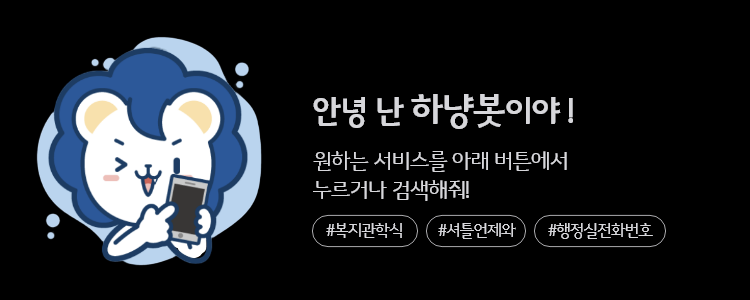 안녕 난 하냥봇이야 !
원하는 서비스를 아래 버튼에서
누르거나 검색해줘!
#복지관학식 #셔틀언제와 #행정실전화번호